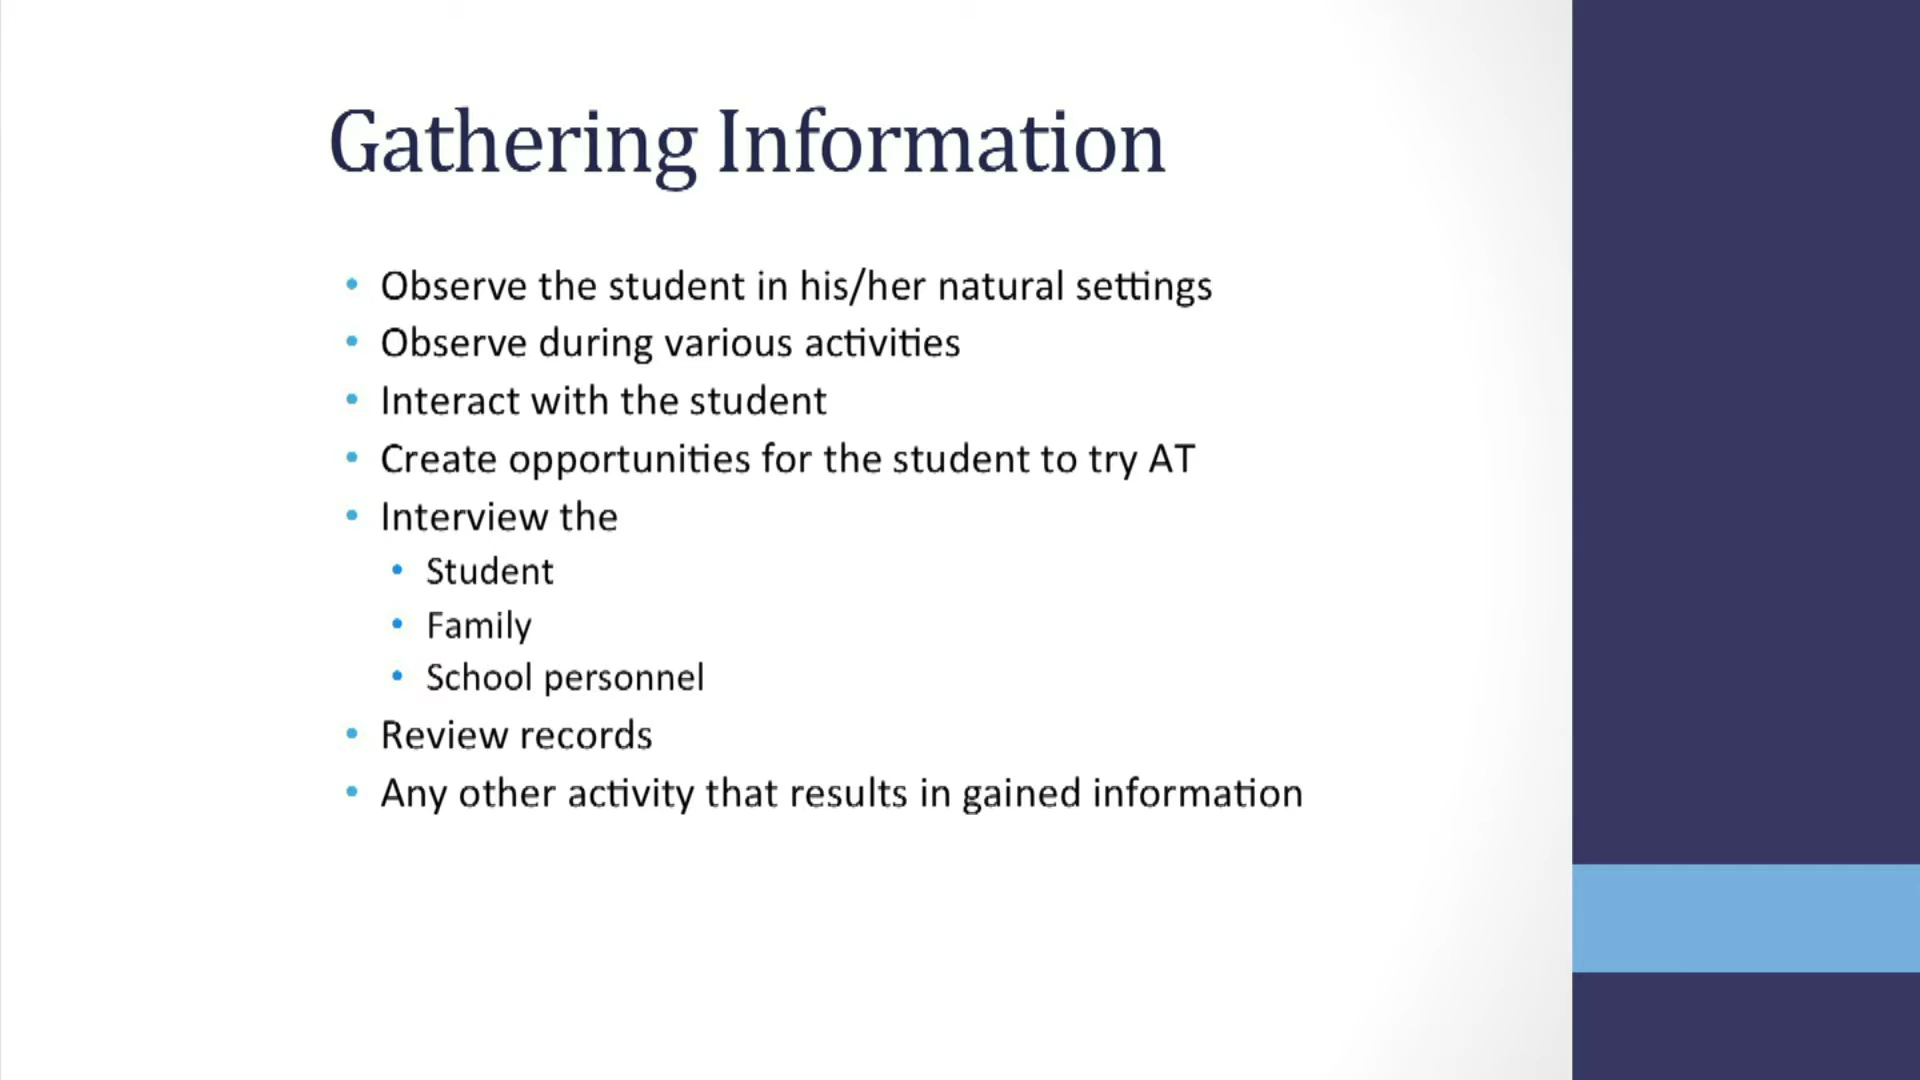 Gathering Information
• Observe the student in his/her natural settings
• Observe during various activities
• Interact with the student
• Create opportunities for the student to try AT
• Interview the
• Student
• Family
• School personnel
• Review records
• Any other activity that results in gained information